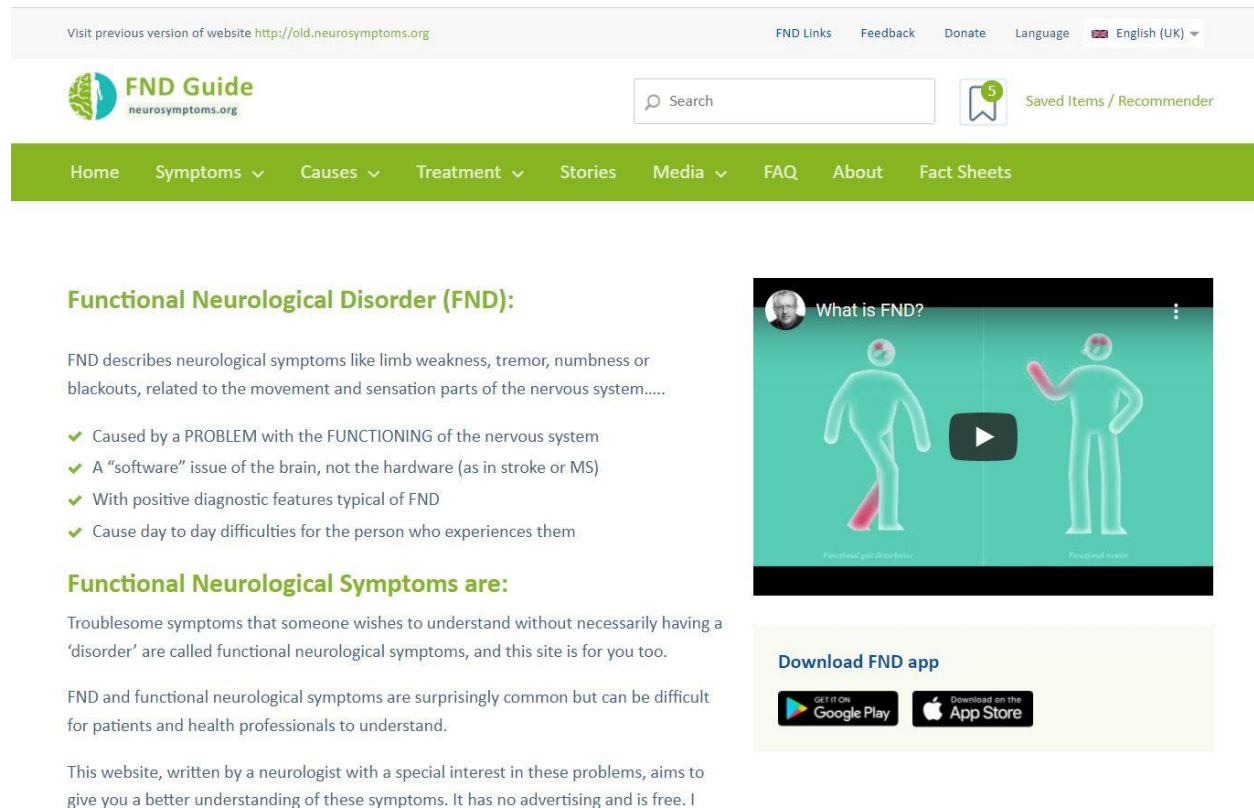 Visit previous version of website http://old.neurosymptoms.org
FND Links Feedback Donate Language English (UK)
FND Guide
neurosymptoms.org
Search
5
Saved Items / Recommender
Home Symptoms Causes Treatment Stories Media FAQ About Fact Sheets
Functional Neurological Disorder (FND):
FND describes neurological symptoms like limb weakness, tremor, numbness or
blackouts, related to the movement and sensation parts of the nervous system.....
Caused by a PROBLEM with the FUNCTIONING of the nervous system
A “software” issue of the brain, not the hardware (as in stroke or MS)
With positive diagnostic features typical of FND
Cause day to day difficulties for the person who experiences them
Functional Neurological Symptoms are:
Troublesome symptoms that someone wishes to understand without necessarily having a
‘disorder’ are called functional neurological symptoms, and this site is for you too.
FND and functional neurological symptoms are surprisingly common but can be difficult
for patients and health professionals to understand.
This website, written by a neurologist with a special interest in these problems, aims to
give you a better understanding of these symptoms. It has no advertising and is free. I
What is FND?
Functional gait disturbance
Functional tremor
Download FND app
GET IT ON
Google Play
Download on the
App Store